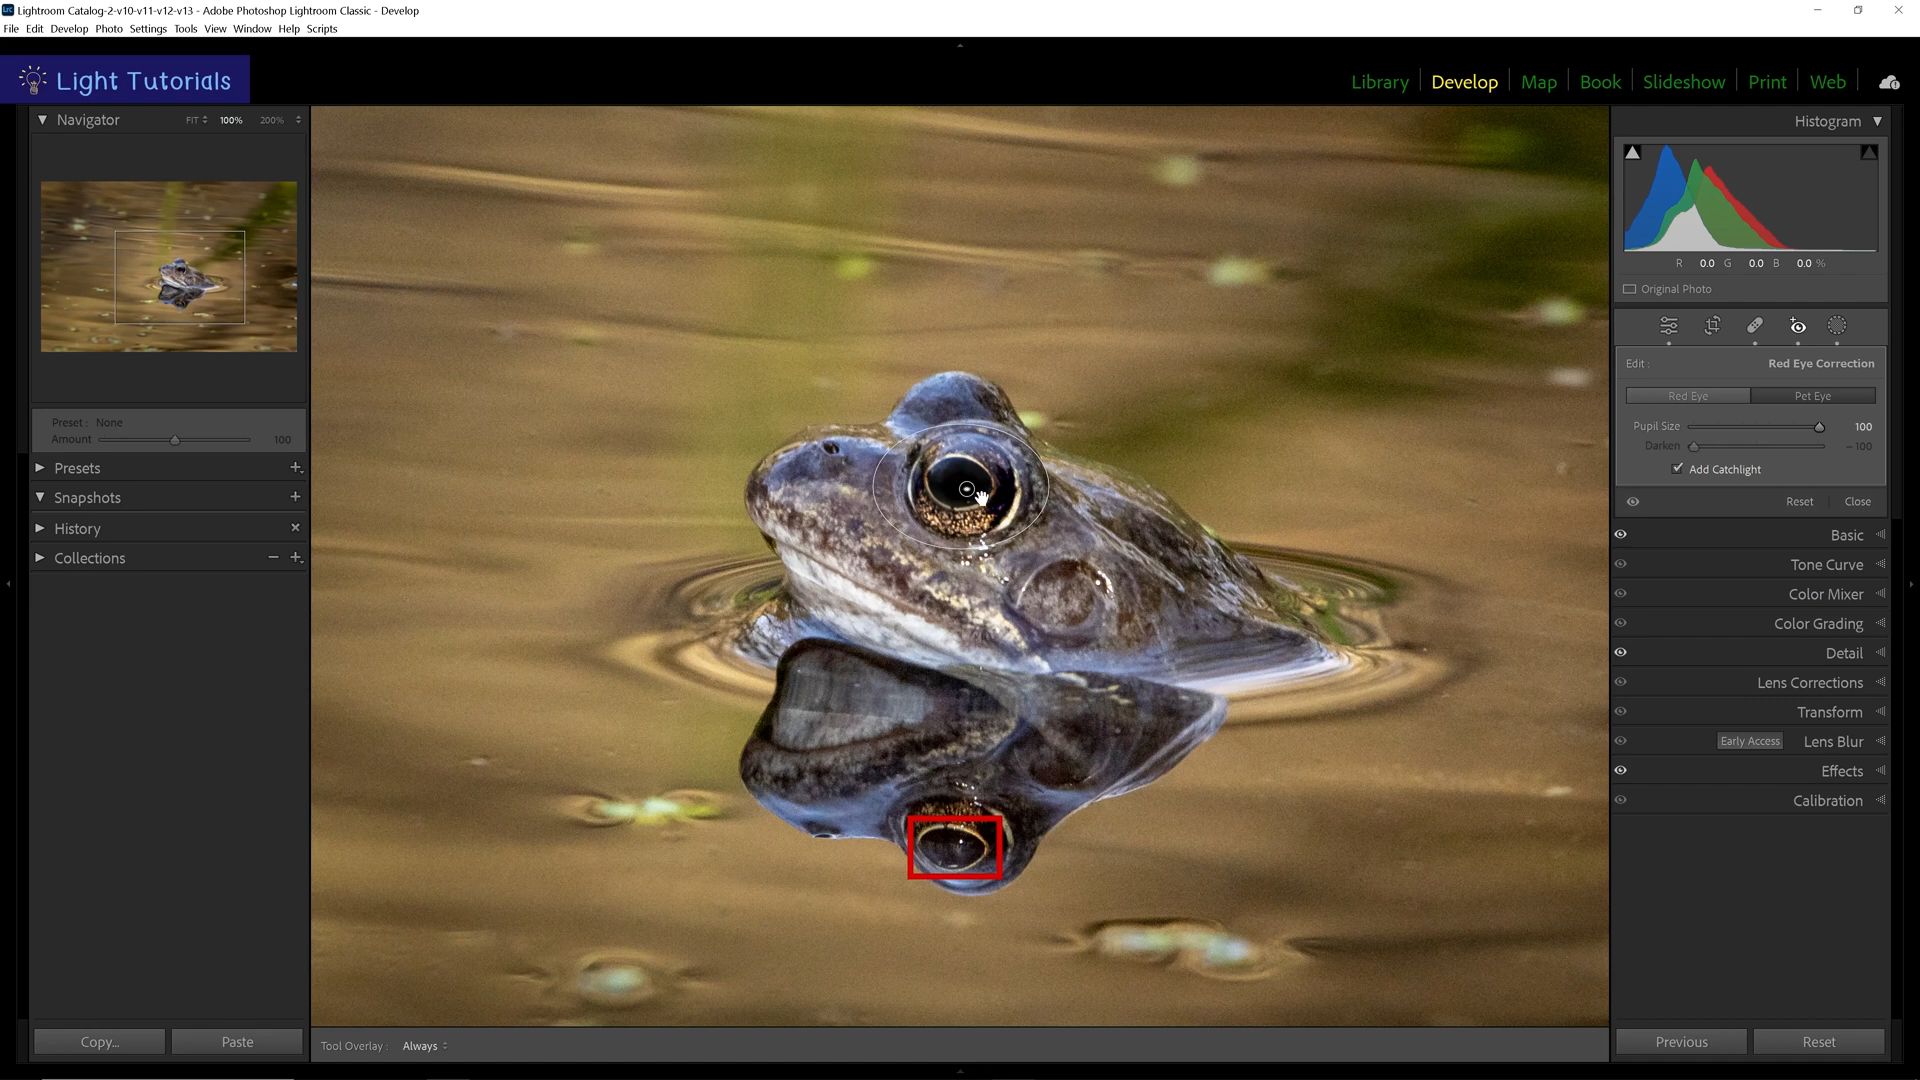 Lightroom Catalog-2-v10-v11-v12-v13 - Adobe Photoshop Lightroom Classic - Develop
File Edit Develop Photo Settings Tools View Window Help Scripts
Light Tutorials
Library Develop Map Book Slideshow Print Web
Navigator FIT 100% 200%
Histogram
R 0.0 G 0.0 B 0.0 %
Original Photo
Edit : Red Eye Correction
Red Eye Pet Eye
Pupil Size 100
Darken - 100
Add Catchlight
Reset Close
Preset : None
Amount 100
Presets
Snapshots
History
Collections
Basic
Tone Curve
Color Mixer
Color Grading
Detail
Lens Corrections
Transform
Early Access Lens Blur
Effects
Calibration
Copy... Paste
Tool Overlay : Always
Previous Reset